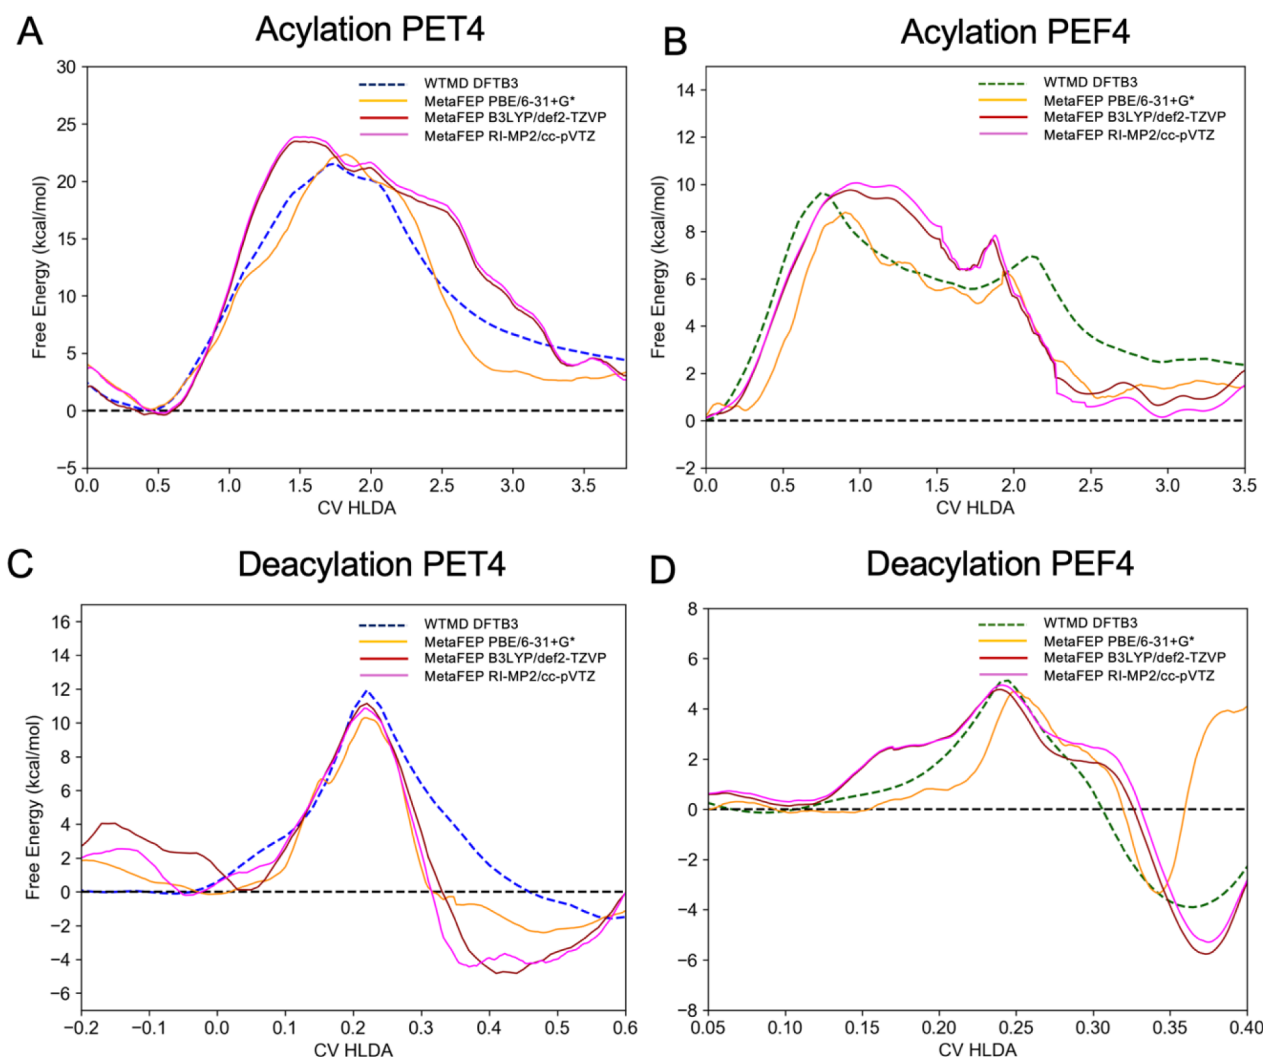 A
Acylation PET4
30
25
20
15
10
5
0
−5
Free Energy (kcal/mol)
WTMD DFTB3
MetaFEP PBE/6-31+G*
MetaFEP B3LYP/def2-TZVP
MetaFEP RI-MP2/cc-pVTZ
0.0 0.5 1.0 1.5 2.0 2.5 3.0 3.5
CV HLDA
B
Acylation PEF4
14
12
10
8
6
4
2
0
−2
Free Energy (kcal/mol)
WTMD DFTB3
MetaFEP PBE/6-31+G*
MetaFEP B3LYP/def2-TZVP
MetaFEP RI-MP2/cc-pVTZ
0.0 0.5 1.0 1.5 2.0 2.5 3.0 3.5
CV HLDA
C
Deacylation PET4
16
14
12
10
8
6
4
2
0
−2
−4
−6
Free Energy (kcal/mol)
WTMD DFTB3
MetaFEP PBE/6-31+G*
MetaFEP B3LYP/def2-TZVP
MetaFEP RI-MP2/cc-pVTZ
−0.2 −0.1 0.0 0.1 0.2 0.3 0.4 0.5 0.6
CV HLDA
D
Deacylation PEF4
8
6
4
2
0
−2
−4
−6
−8
Free Energy (kcal/mol)
WTMD DFTB3
MetaFEP PBE/6-31+G*
MetaFEP B3LYP/def2-TZVP
MetaFEP RI-MP2/cc-pVTZ
0.05 0.10 0.15 0.20 0.25 0.30 0.35 0.40
CV HLDA